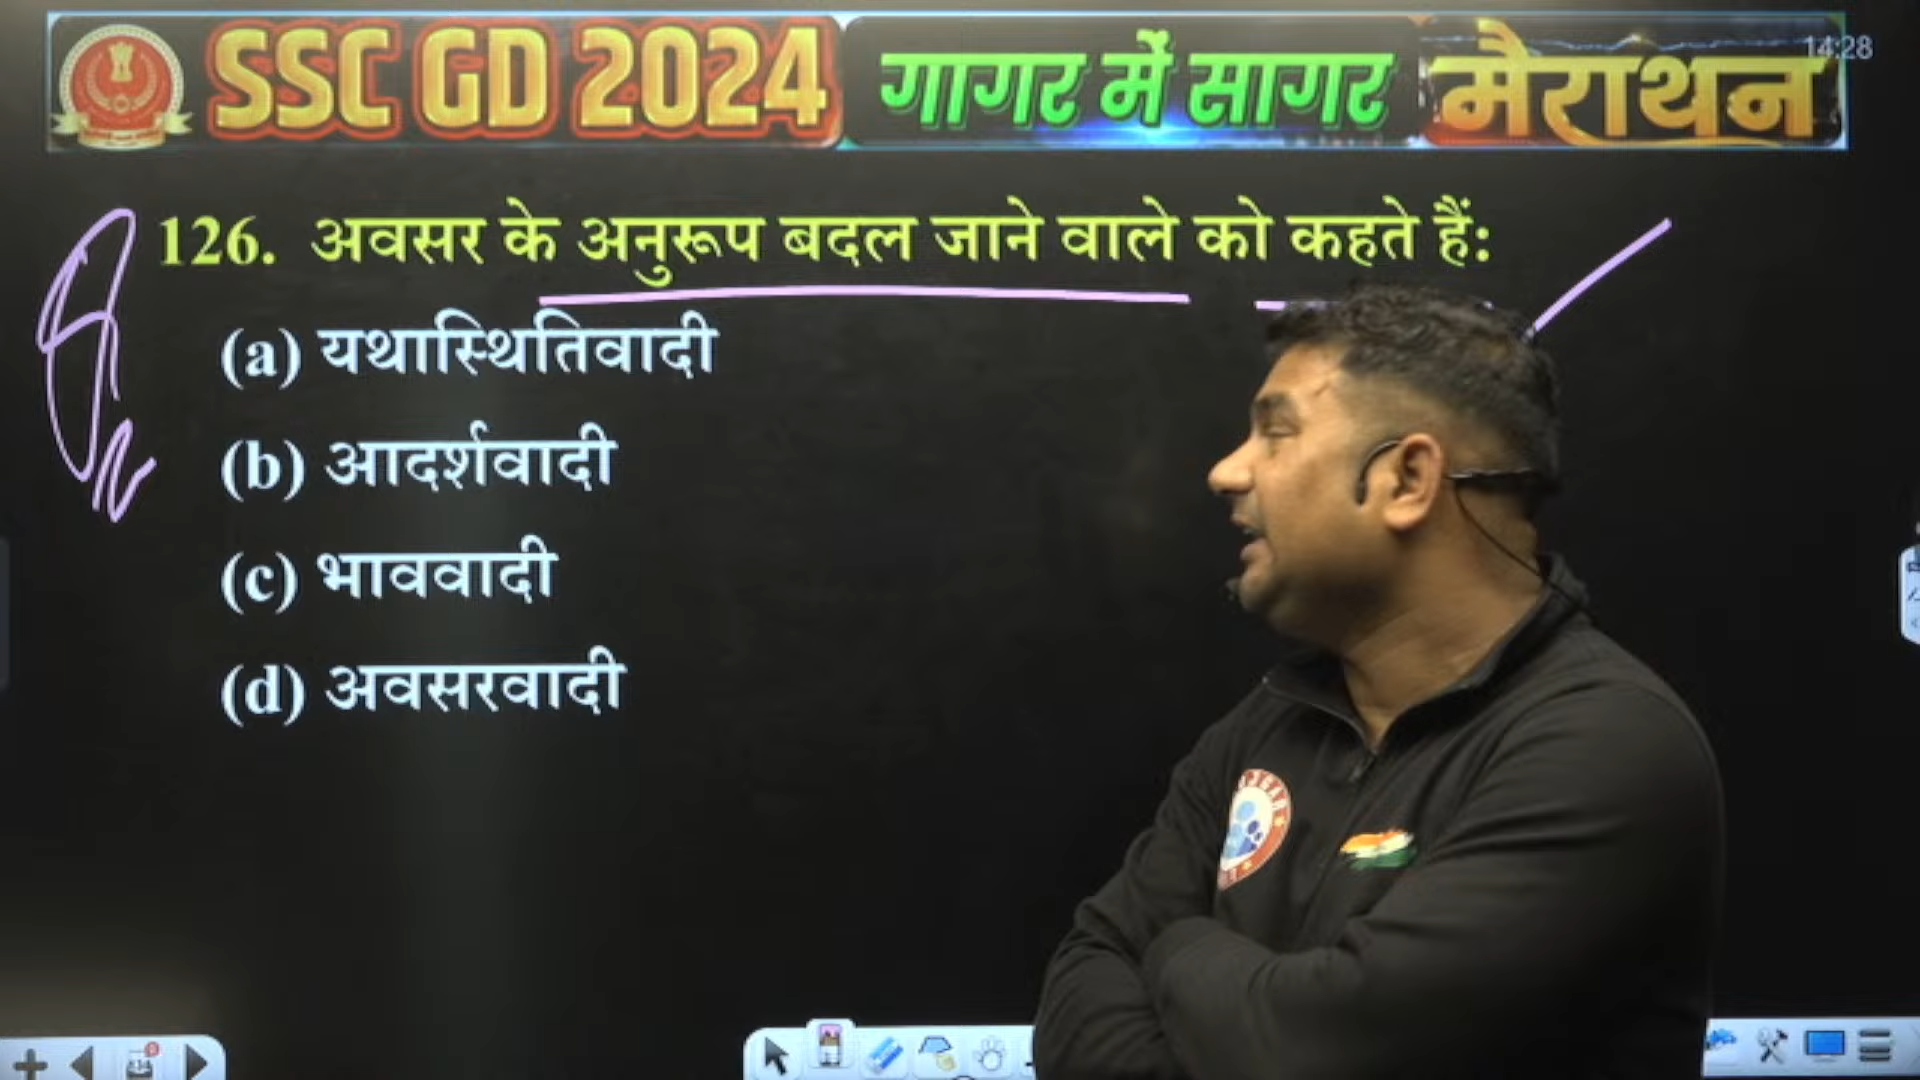 SSC GD 2024 गागर में सागर मैराथन
14:28
126. अवसर के अनुरूप बदल जाने वाले को कहते हैं:
(a) यथास्थितिवादी
(b) आदर्शवादी
(c) भाववादी
(d) अवसरवादी